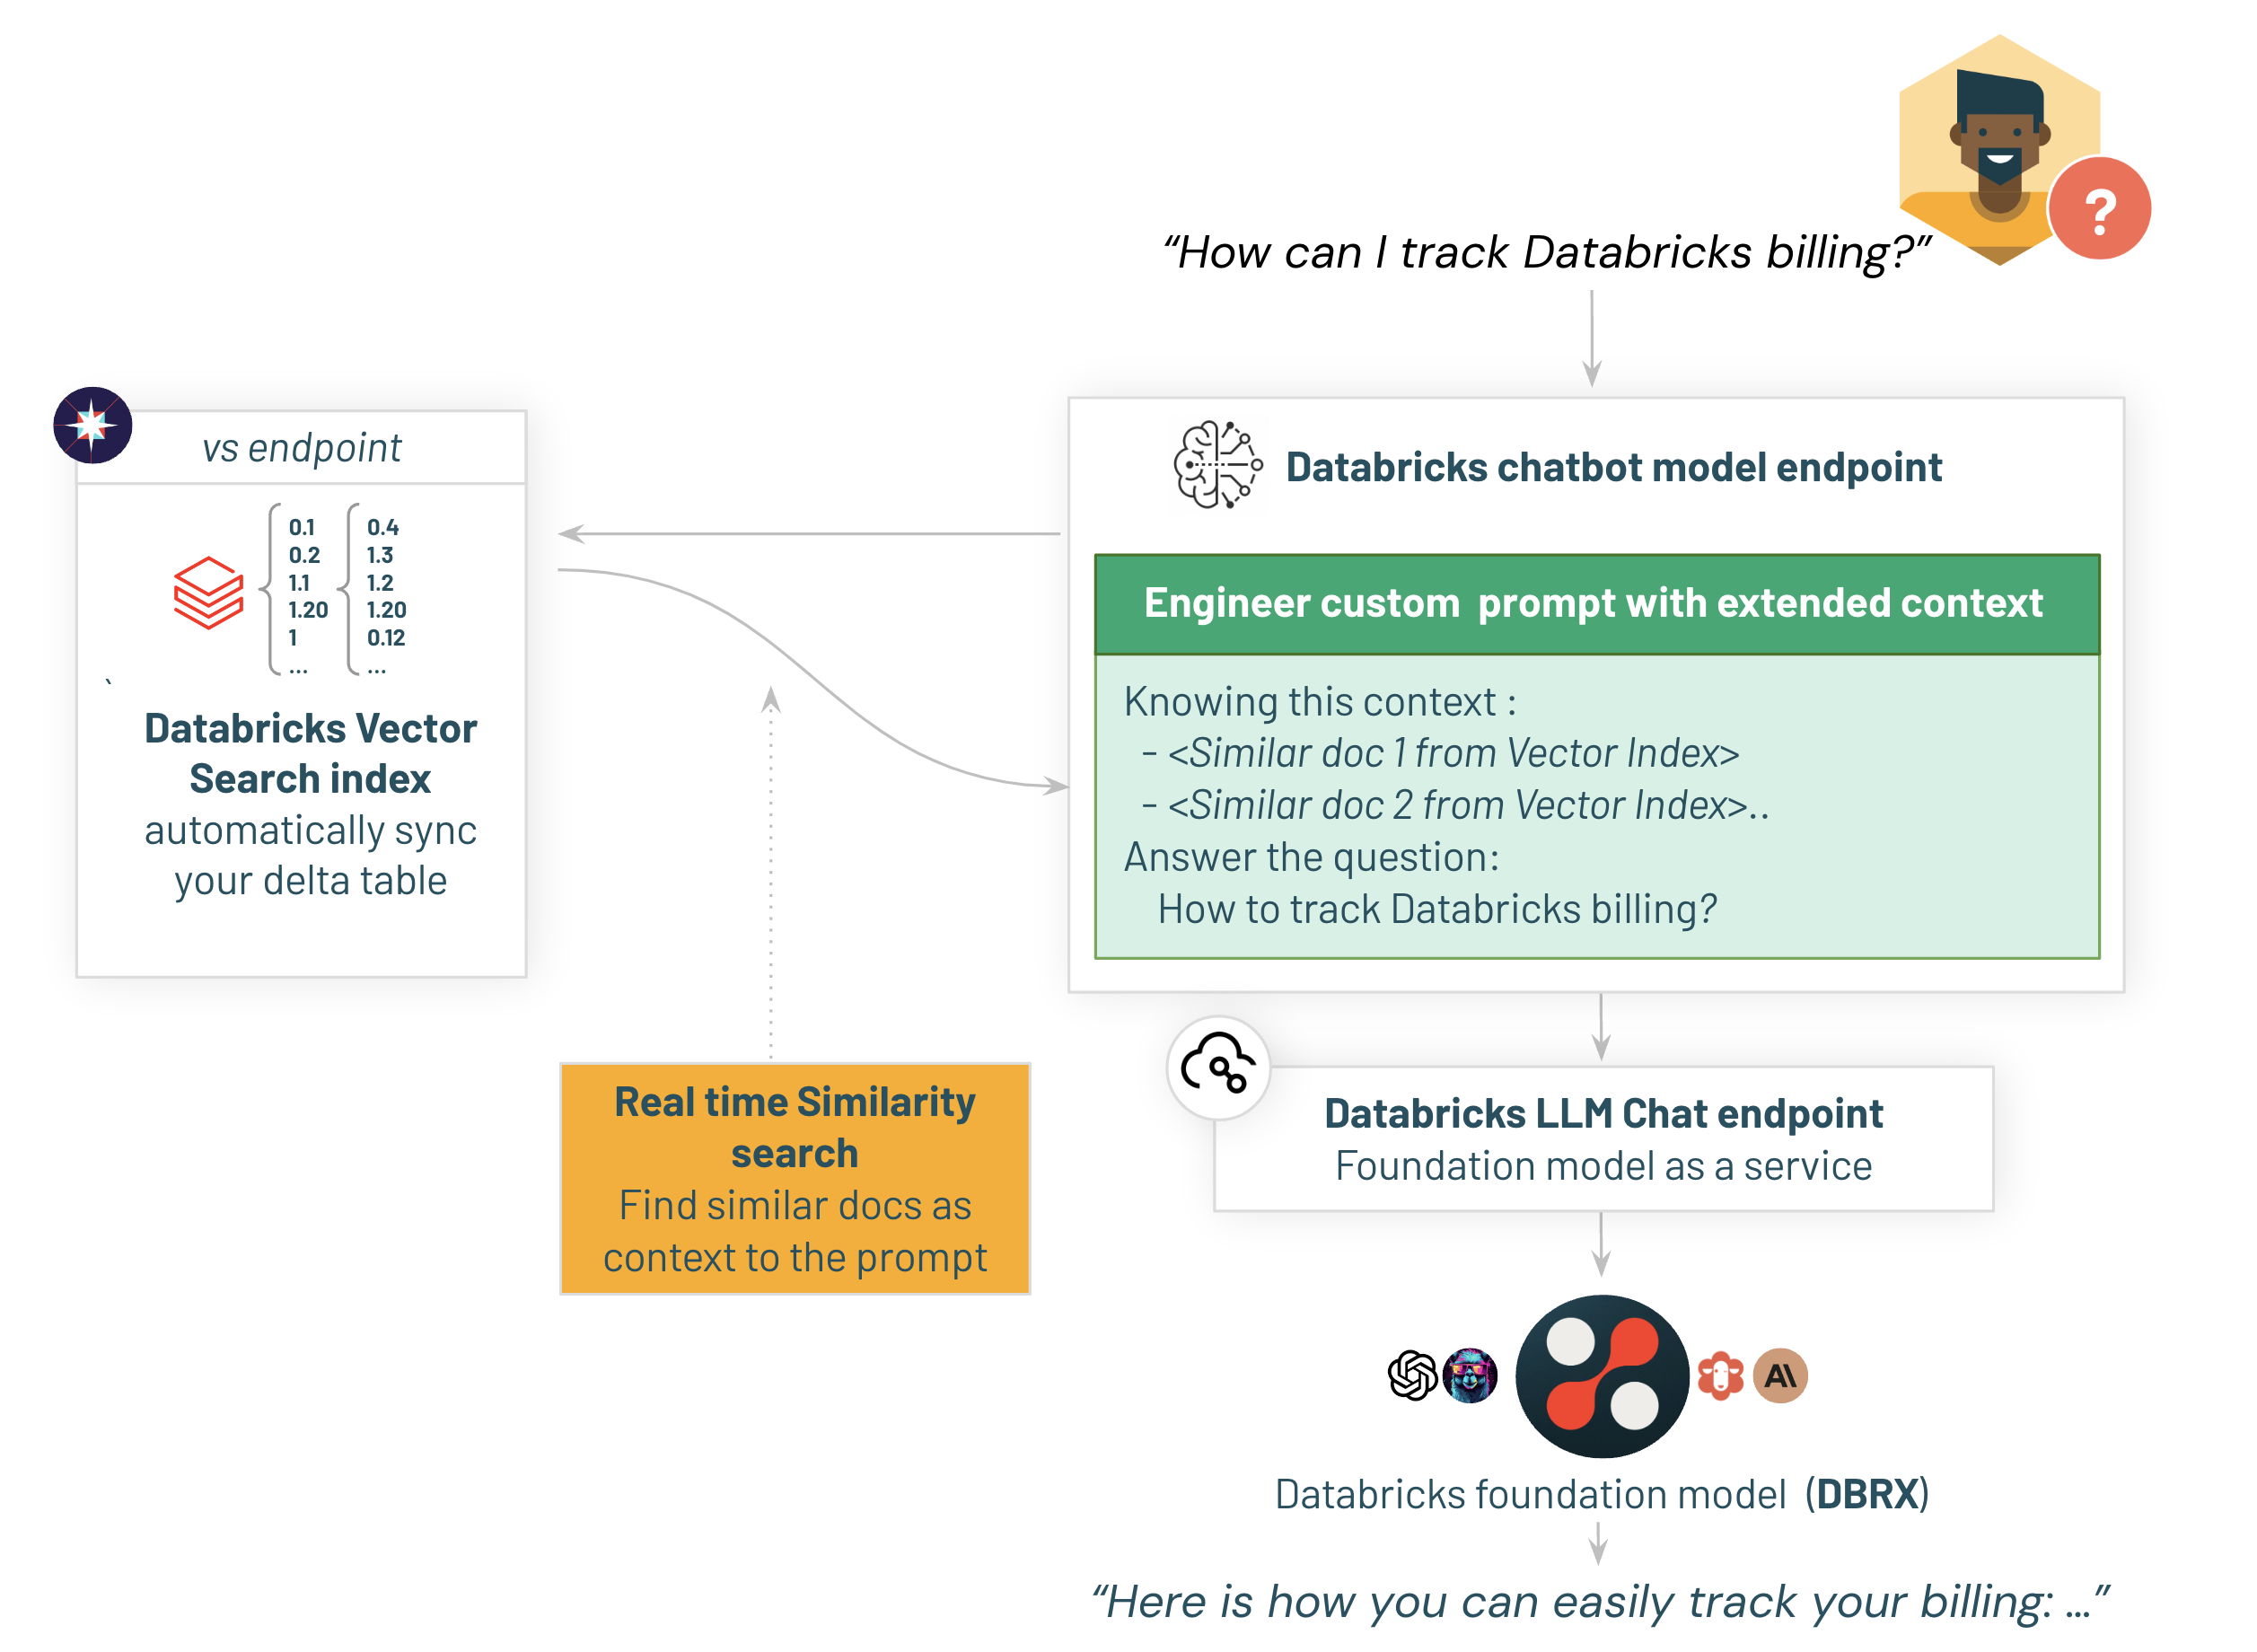 “How can I track Databricks billing?”
?
vs endpoint
0.1 0.4
0.2 1.3
1.1 1.2
1.20 1.20
1 0.12
... ...
`
Databricks Vector
Search index
automatically sync
your delta table
Databricks chatbot model endpoint
Engineer custom  prompt with extended context
Knowing this context :
- <Similar doc 1 from Vector Index>
- <Similar doc 2 from Vector Index>..
Answer the question:
How to track Databricks billing?
Real time Similarity
search
Find similar docs as
context to the prompt
Databricks LLM Chat endpoint
Foundation model as a service
A\
Databricks foundation model  (DBRX)
“Here is how you can easily track your billing: ...”